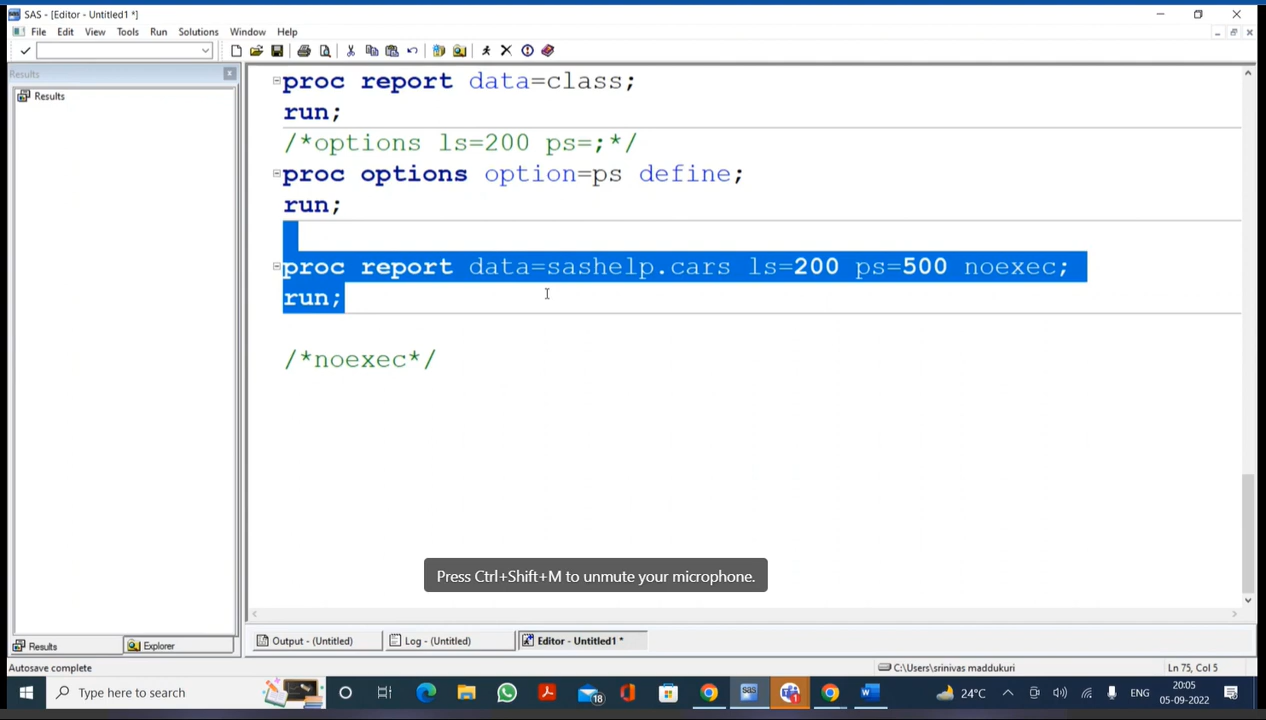 SAS - [Editor - Untitled1 *]
File Edit View Tools Run Solutions Window Help
Results
Results
proc report data=class;
run;
/*options ls=200 ps=;*/
proc options option=ps define;
run;
proc report data=sashelp.cars ls=200 ps=500 noexec;
run;
/*noexec*/
Press Ctrl+Shift+M to unmute your microphone.
Results Explorer Output - (Untitled) Log - (Untitled) Editor - Untitled1 *
Autosave complete C:\Users\srinivas maddukuri Ln 75, Col 5
Type here to search 18 SAS 1 24°C ENG 20:05
05-09-2022